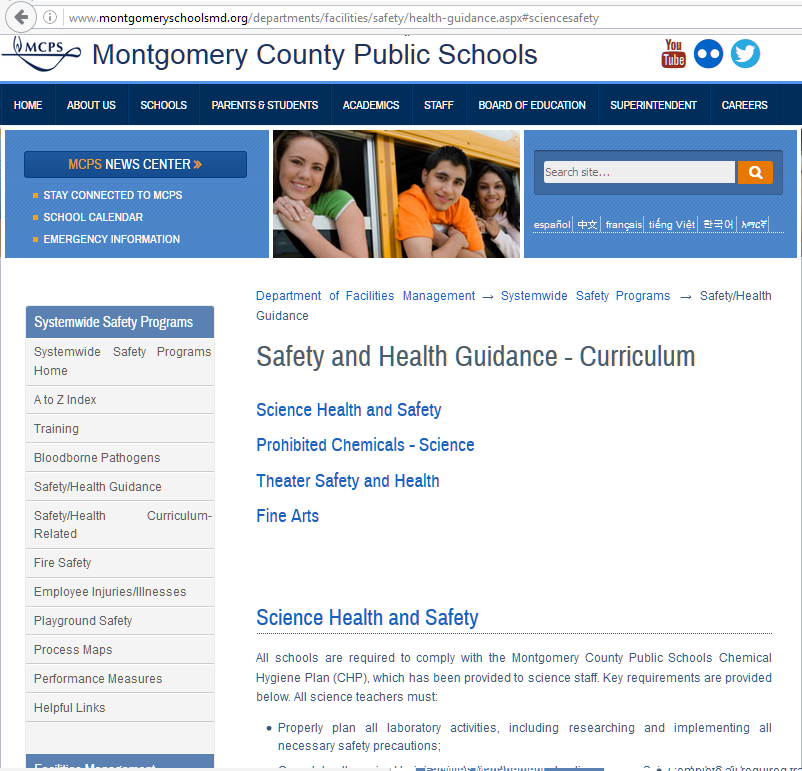 www.montgomeryschoolsmd.org/departments/facilities/safety/health-guidance.aspx#sciencesafety
MCPS
Montgomery County Public Schools
You
Tube
HOME ABOUT US SCHOOLS PARENTS & STUDENTS ACADEMICS STAFF BOARD OF EDUCATION SUPERINTENDENT CAREERS
MCPS NEWS CENTER »
STAY CONNECTED TO MCPS
SCHOOL CALENDAR
EMERGENCY INFORMATION
Search site...
español 中文 français tiếng Việt 한국어 አማርኛ
Department of Facilities Management → Systemwide Safety Programs → Safety/Health
Guidance
Safety and Health Guidance - Curriculum
Science Health and Safety
Prohibited Chemicals - Science
Theater Safety and Health
Fine Arts
Systemwide Safety Programs
Systemwide Safety Programs
Home
A to Z Index
Training
Bloodborne Pathogens
Safety/Health Guidance
Safety/Health Curriculum-
Related
Fire Safety
Employee Injuries/Illnesses
Playground Safety
Process Maps
Performance Measures
Helpful Links
Science Health and Safety
All schools are required to comply with the Montgomery County Public Schools Chemical
Hygiene Plan (CHP), which has been provided to science staff. Key requirements are provided
below. All science teachers must:
• Properly plan all laboratory activities, including researching and implementing all
necessary safety precautions;
Facilities Management